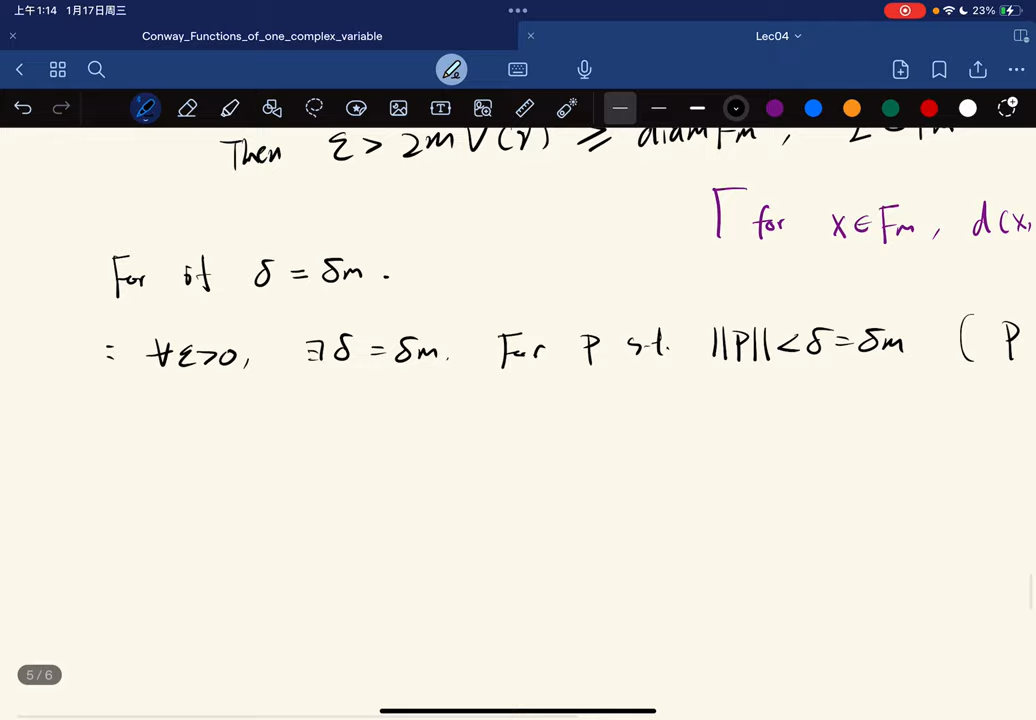 上午1:14 1月17日周三
23%
Conway_Functions_of_one_complex_variable
Lec04
Then ε > 2m V(γ) ≥ diam Fm ,
for x ∈ Fm , d(x,
For it δ = δm .
= ∀ε>0, ∃ δ = δm. For P s.t. ||P|| < δ = δm ( P
5 / 6